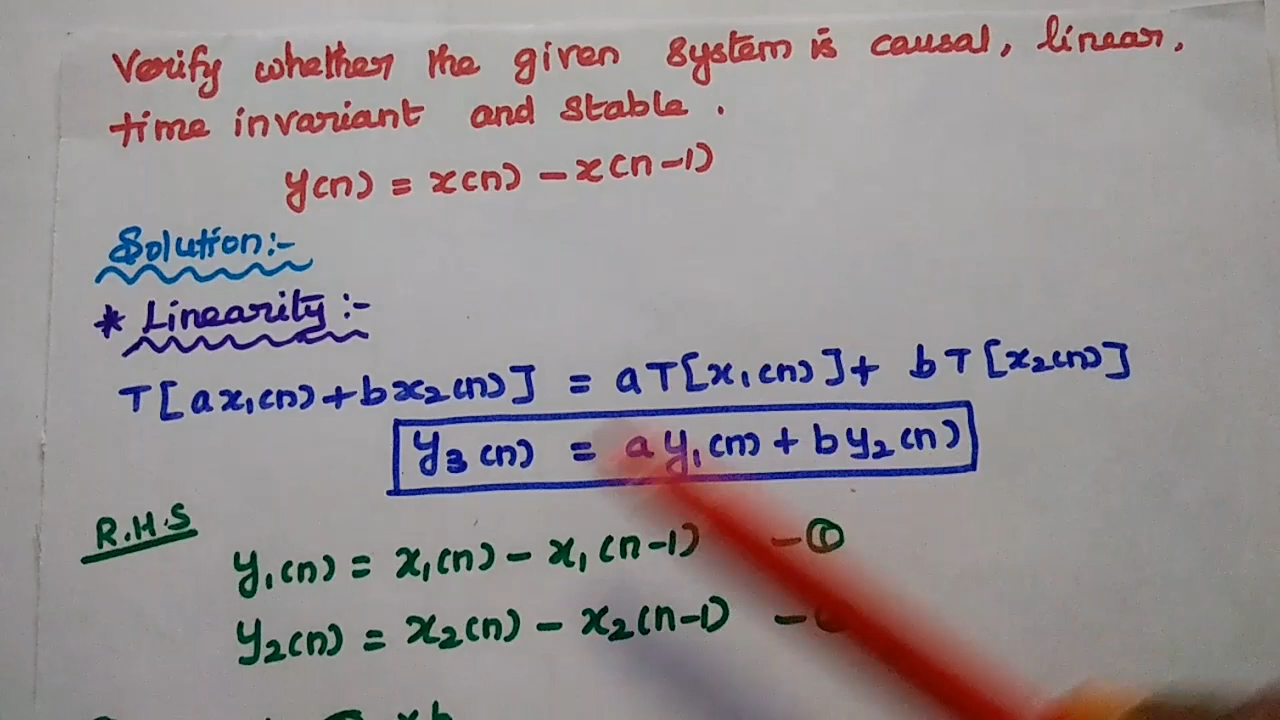 Verify whether the given system is causal, linear,
time invariant and stable.
y(n) = x(n) - x(n-1)
Solution:-
* Linearity:-
T[ax₁(n)+bx₂(n)] = aT[x₁(n)]+ bT[x₂(n)]
y₃(n) = ay₁(n)+by₂(n)
R.H.S
y₁(n) = x₁(n) - x₁(n-1) -①
y₂(n) = x₂(n) - x₂(n-1) -